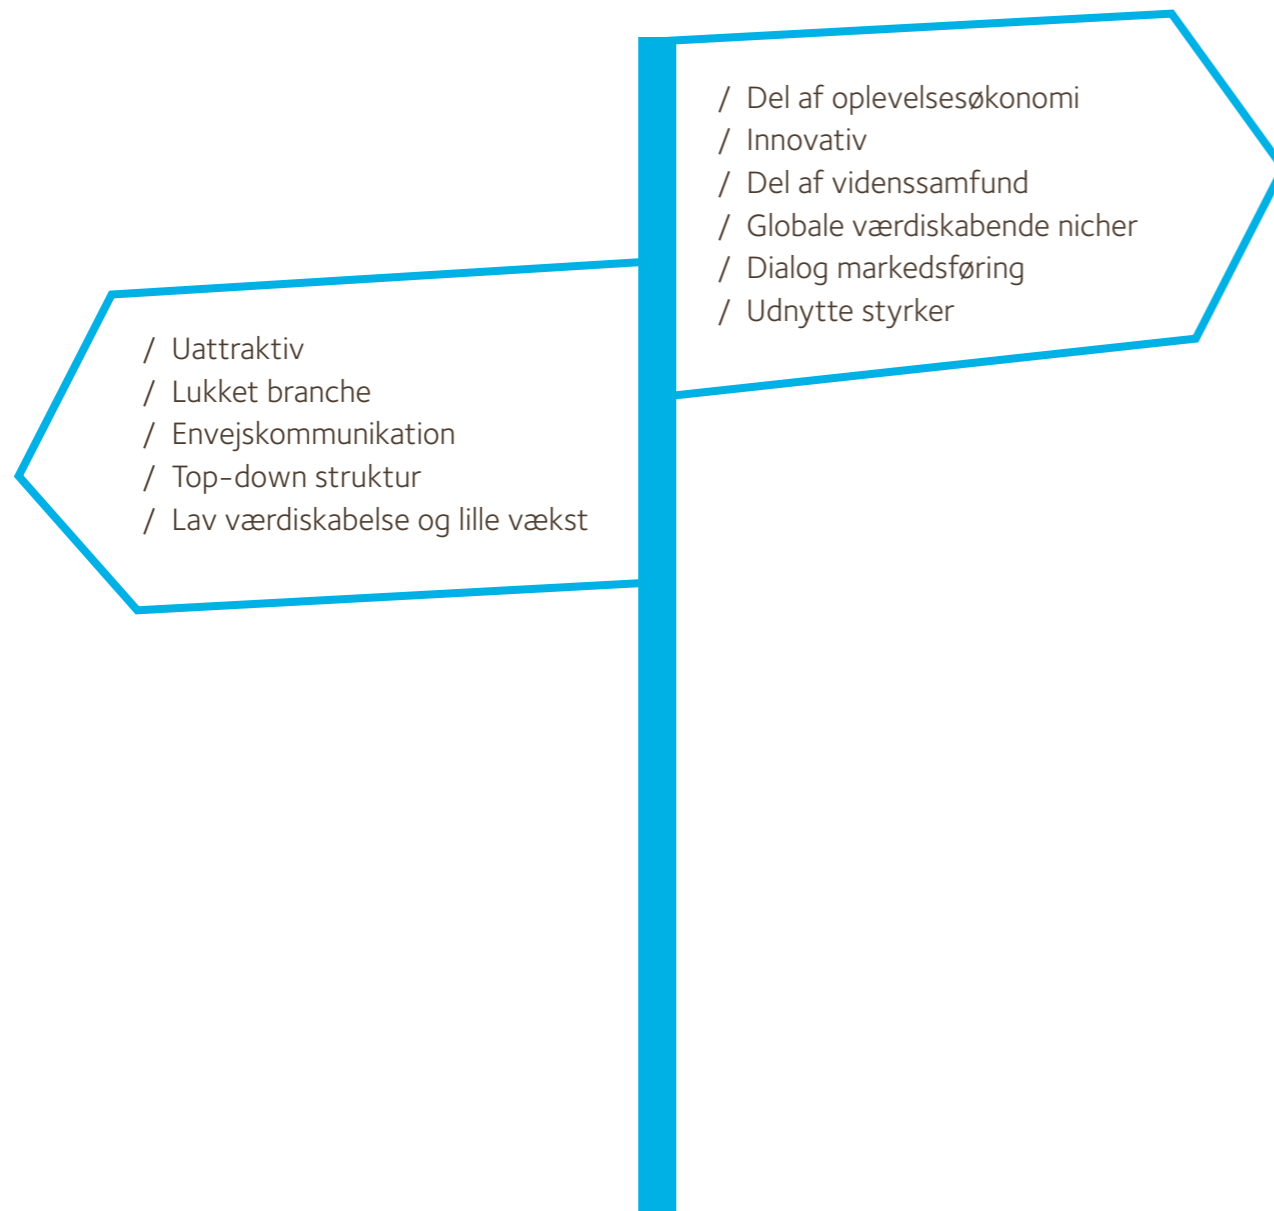 / Del af oplevelsesøkonomi
/ Innovativ
/ Del af videnssamfund
/ Globale værdiskabende nicher
/ Dialog markedsføring
/ Udnytte styrker
/ Uattraktiv
/ Lukket branche
/ Envejskommunikation
/ Top-down struktur
/ Lav værdiskabelse og lille vækst